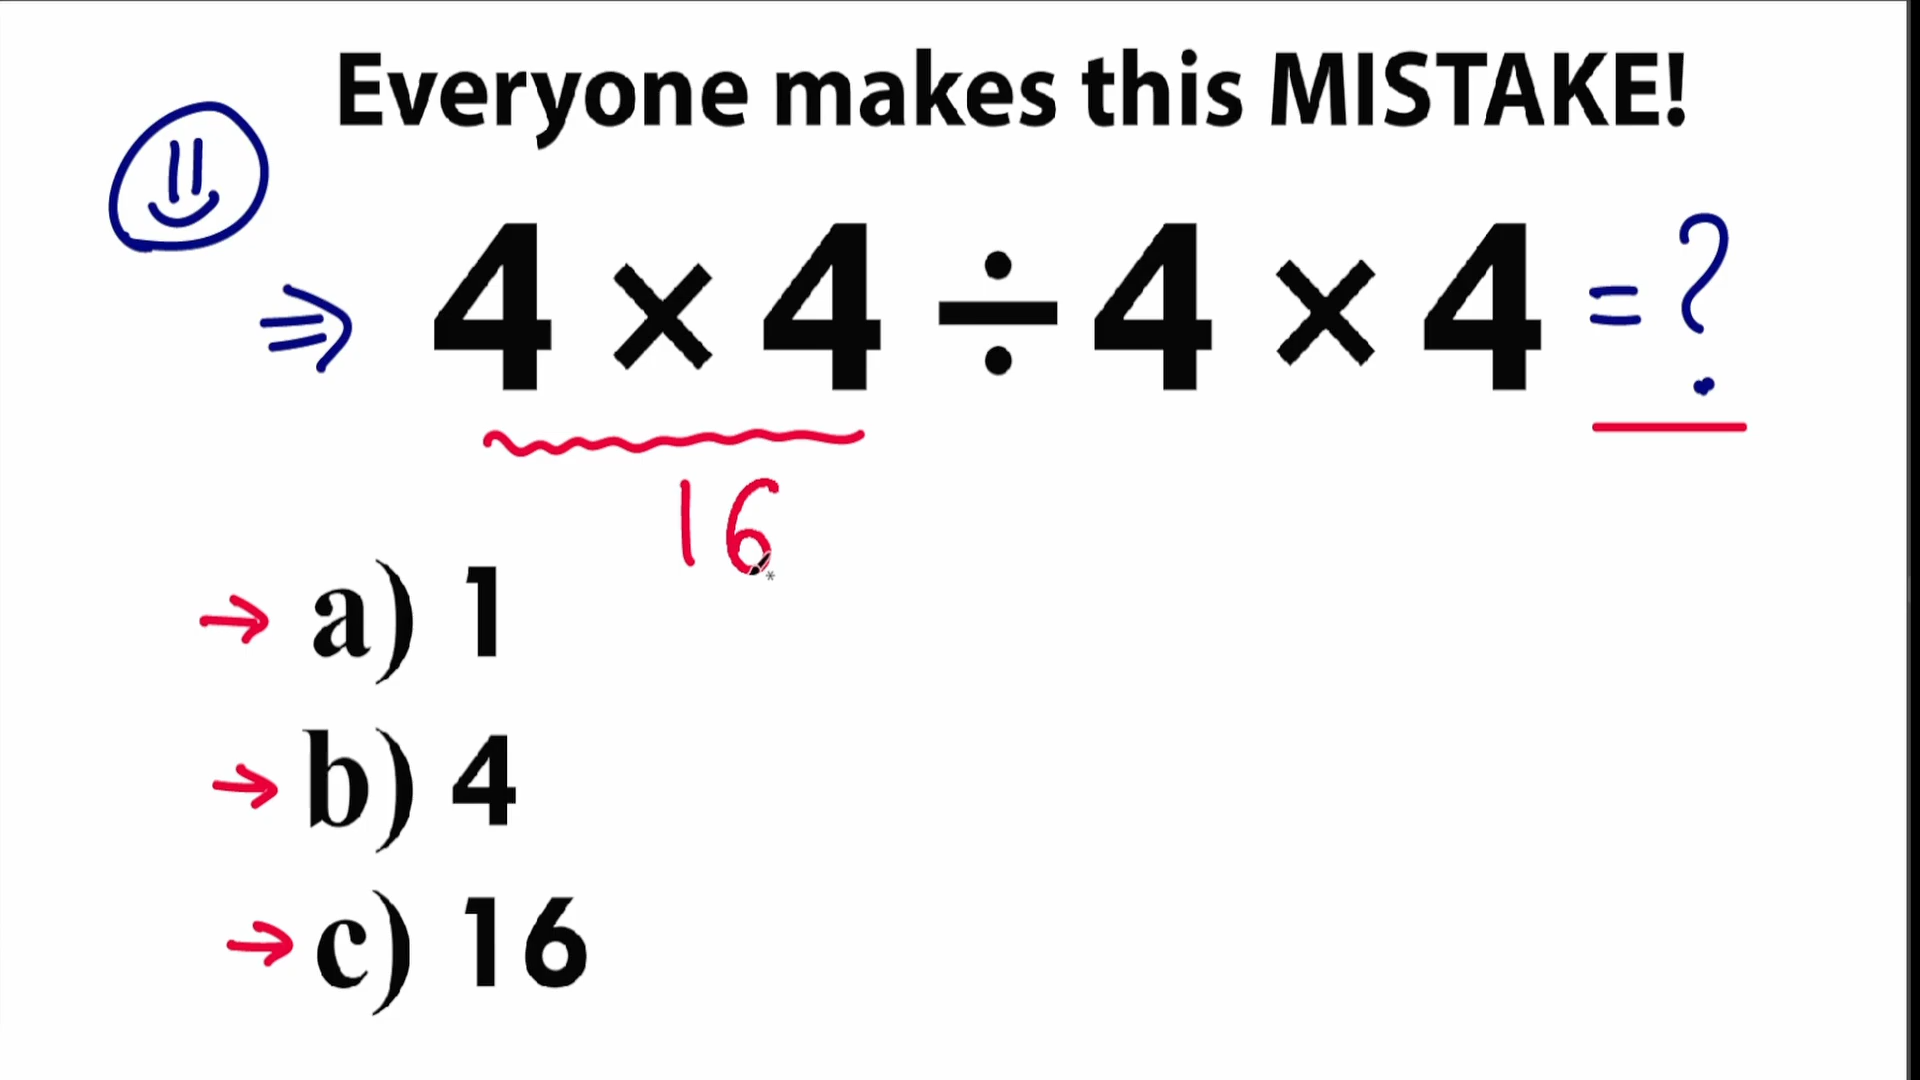 Everyone makes this MISTAKE!
⇒ 4 × 4 ÷ 4 × 4 = ?
16
→ a) 1
→ b) 4
→ c) 16